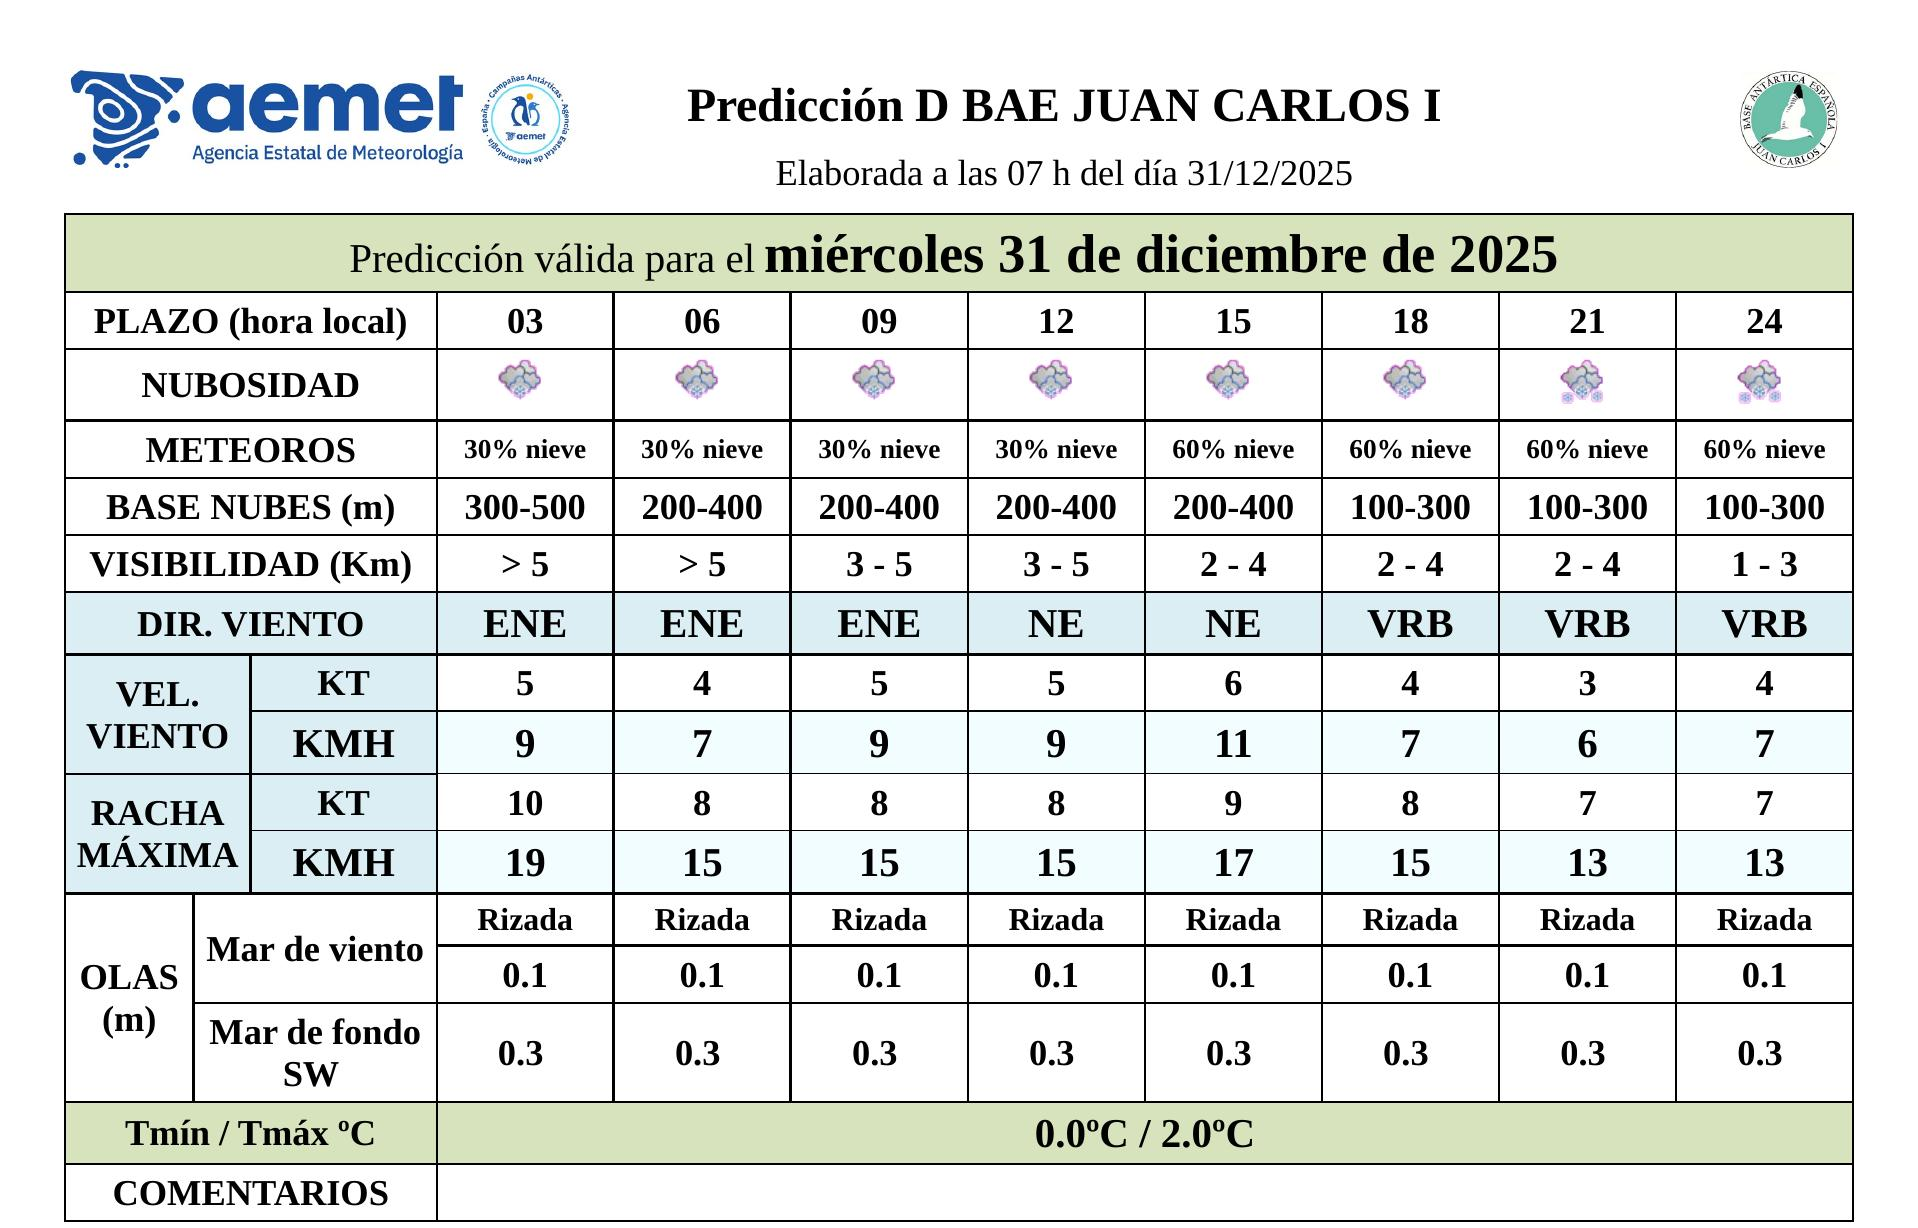 aemet
Agencia Estatal de Meteorología
Campañas Antárticas · Agencia Estatal de Meteorología · España ·
aemet
Predicción D BAE JUAN CARLOS I
Elaborada a las 07 h del día 31/12/2025
BASE ANTÁRTICA ESPAÑOLA
JUAN CARLOS I
Predicción válida para el miércoles 31 de diciembre de 2025
PLAZO (hora local) 03 06 09 12 15 18 21 24
NUBOSIDAD
METEOROS 30% nieve 30% nieve 30% nieve 30% nieve 60% nieve 60% nieve 60% nieve 60% nieve
BASE NUBES (m) 300-500 200-400 200-400 200-400 200-400 100-300 100-300 100-300
VISIBILIDAD (Km) > 5 > 5 3 - 5 3 - 5 2 - 4 2 - 4 2 - 4 1 - 3
DIR. VIENTO ENE ENE ENE NE NE VRB VRB VRB
VEL.
VIENTO
KT 5 4 5 5 6 4 3 4
KMH 9 7 9 9 11 7 6 7
RACHA
MÁXIMA
KT 10 8 8 8 9 8 7 7
KMH 19 15 15 15 17 15 13 13
OLAS
(m)
Mar de viento
Rizada Rizada Rizada Rizada Rizada Rizada Rizada Rizada
0.1 0.1 0.1 0.1 0.1 0.1 0.1 0.1
Mar de fondo
SW
0.3 0.3 0.3 0.3 0.3 0.3 0.3 0.3
Tmín / Tmáx ºC 0.0ºC / 2.0ºC
COMENTARIOS